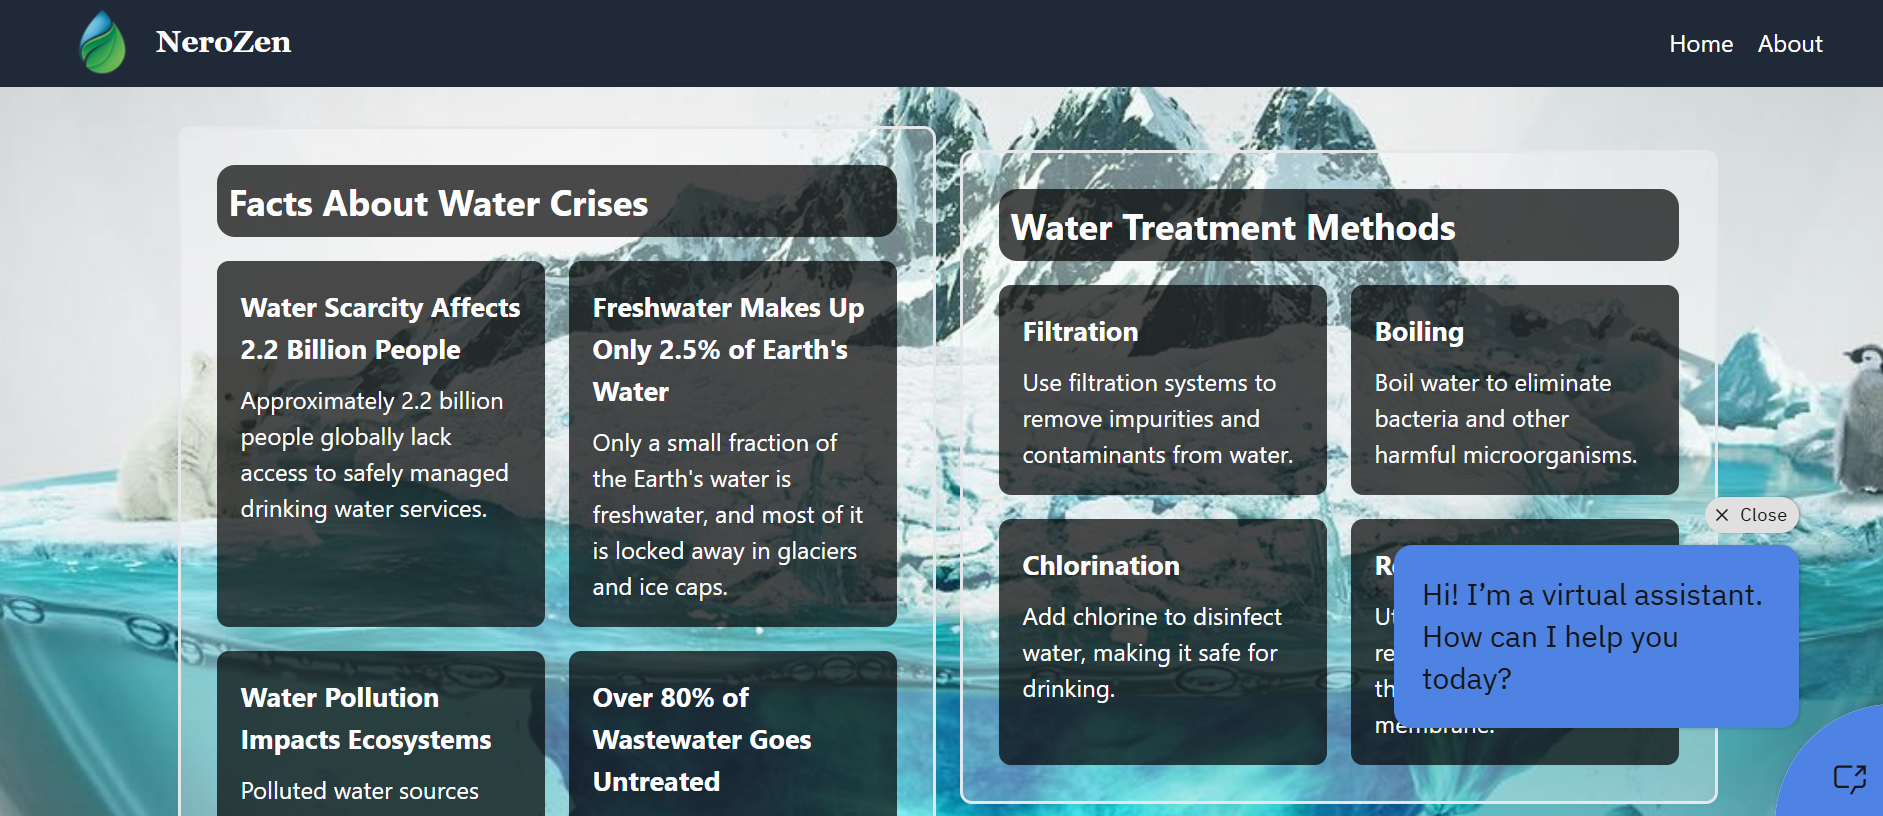 NeroZen
Home About
Facts About Water Crises
Water Scarcity Affects
2.2 Billion People
Approximately 2.2 billion
people globally lack
access to safely managed
drinking water services.
Freshwater Makes Up
Only 2.5% of Earth's
Water
Only a small fraction of
the Earth's water is
freshwater, and most of it
is locked away in glaciers
and ice caps.
Water Pollution
Impacts Ecosystems
Polluted water sources
Over 80% of
Wastewater Goes
Untreated
Water Treatment Methods
Filtration
Use filtration systems to
remove impurities and
contaminants from water.
Boiling
Boil water to eliminate
bacteria and other
harmful microorganisms.
Chlorination
Add chlorine to disinfect
water, making it safe for
drinking.
membrane.
Close
Hi! I’m a virtual assistant.
How can I help you
today?